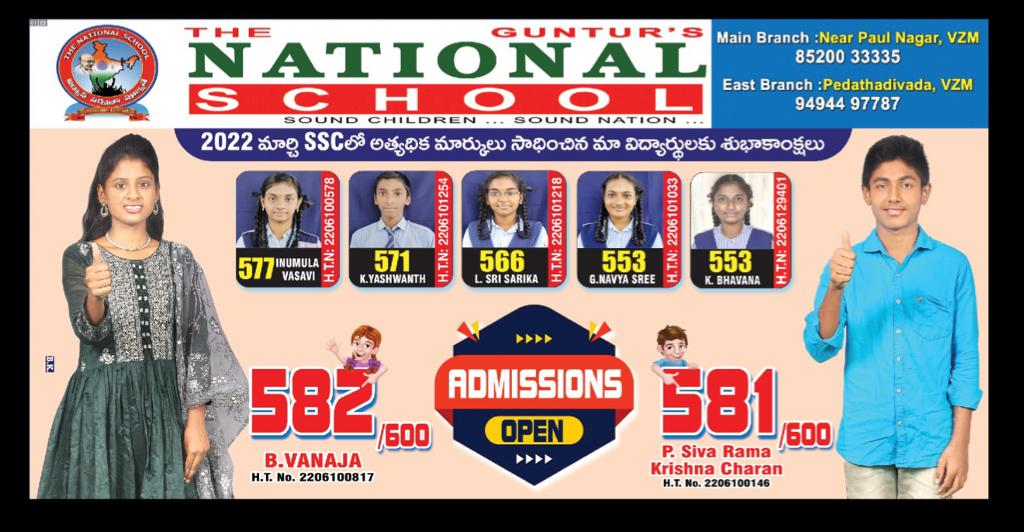 THE NATIONAL SCHOOL
THE GUNTUR'S
NATIONAL
SCHOOL
SOUND CHILDREN ... SOUND NATION ...
Main Branch :Near Paul Nagar, VZM
85200 33335
East Branch :Pedathadivada, VZM
94944 97787
2022 మార్చి SSCలో అత్యధిక మార్కులు సాధించిన మా విద్యార్థులకు శుభాకాంక్షలు
H.T.N: 2206100578
577 INUMULA
VASAVI
H.T.N: 2206101254
571
K.YASHWANTH
H.T.N: 2206101218
566
L. SRI SARIKA
H.T.N: 2206101033
553
G.NAVYA SREE
H.T.N: 2206129401
553
K. BHAVANA
B.K
582/600
B.VANAJA
H.T. No. 2206100817
ADMISSIONS
OPEN
581/600
P. Siva Rama
Krishna Charan
H.T. No. 2206100146